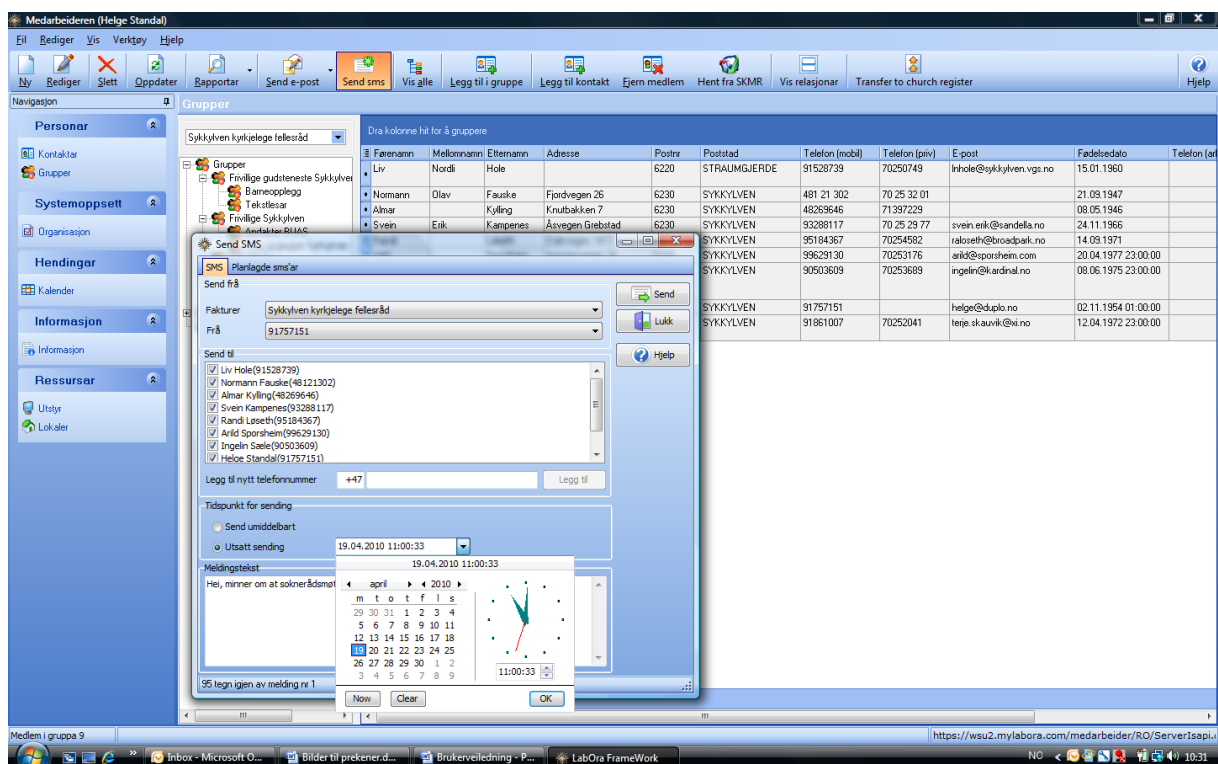 Medarbeideren (Helge Standal)
Fil Rediger Vis Verktøy Hjelp
Ny Rediger Slett Oppdater Rapportar Send e-post Send sms Vis alle Legg til i gruppe Legg til kontakt Fjern medlem Hent fra SKMR Vis relasjonar Transfer to church register Hjelp
Navigasjon
Personar
Kontaktar
Grupper
Systemoppsett
Organisasjon
Hendingar
Kalender
Informasjon
Informasjon
Ressursar
Utstyr
Lokaler
Grupper
Sykkylven kyrkjelege fellesråd
Grupper
Frivillige gudsteneste Sykkylven
Barneopplegg
Tekstlesar
Frivillige Sykkylven
Andakter BUAS
Dra kolonne hit for å gruppere
Førenamn Mellomnamn Etternamn Adresse Postnr Poststad Telefon (mobil) Telefon (priv) E-post Fødelsedato Telefon (arl
Liv Nordli Hole 6220 STRAUMGJERDE 91528739 70250749 lnhole@sykkylven.vgs.no 15.01.1960
Normann Olav Fauske Fjordvegen 26 6230 SYKKYLVEN 481 21 302 70 25 32 01 21.09.1947
Almar Kylling Knutbakken 7 6230 SYKKYLVEN 48269646 71397229 08.05.1946
Svein Erik Kampenes Åsvegen Grebstad 6230 SYKKYLVEN 93288117 70 25 29 77 svein.erik@sandella.no 24.11.1966
SYKKYLVEN 95184367 70254582 raloseth@broadpark.no 14.09.1971
SYKKYLVEN 99629130 70253176 arild@sporsheim.com 20.04.1977 23:00:00
SYKKYLVEN 90503609 70253689 ingelin@kardinal.no 08.06.1975 23:00:00
SYKKYLVEN 91757151 helge@duplo.no 02.11.1954 01:00:00
SYKKYLVEN 91861007 70252041 terje.skauvik@xi.no 12.04.1972 23:00:00
Send SMS
SMS Planlagde sms'ar
Send frå
Fakturer Sykkylven kyrkjelege fellesråd
Frå 91757151
Send
Lukk
Hjelp
Send til
Liv Hole(91528739)
Normann Fauske(48121302)
Almar Kylling(48269646)
Svein Kampenes(93288117)
Randi Løseth(95184367)
Arild Sporsheim(99629130)
Ingelin Sæle(90503609)
Helge Standal(91757151)
Legg til nytt telefonnummer +47 Legg til
Tidspunkt for sending
Send umiddelbart
Utsatt sending 19.04.2010 11:00:33
19.04.2010 11:00:33
Meldingstekst
Hei, minner om at soknerådsmøt
april 2010
m t o t f l s
29 30 31 1 2 3 4
5 6 7 8 9 10 11
12 13 14 15 16 17 18
19 20 21 22 23 24 25
26 27 28 29 30 1 2
3 4 5 6 7 8 9
11:00:33
Now Clear OK
95 tegn igjen av melding nr 1
Medlem i gruppa 9
https://wsu2.mylabora.com/medarbeider/RO/ServerIsapi.
Inbox - Microsoft O... Bilder til prekener.d... Brukerveiledning - P... LabOra FrameWork NO 10:31